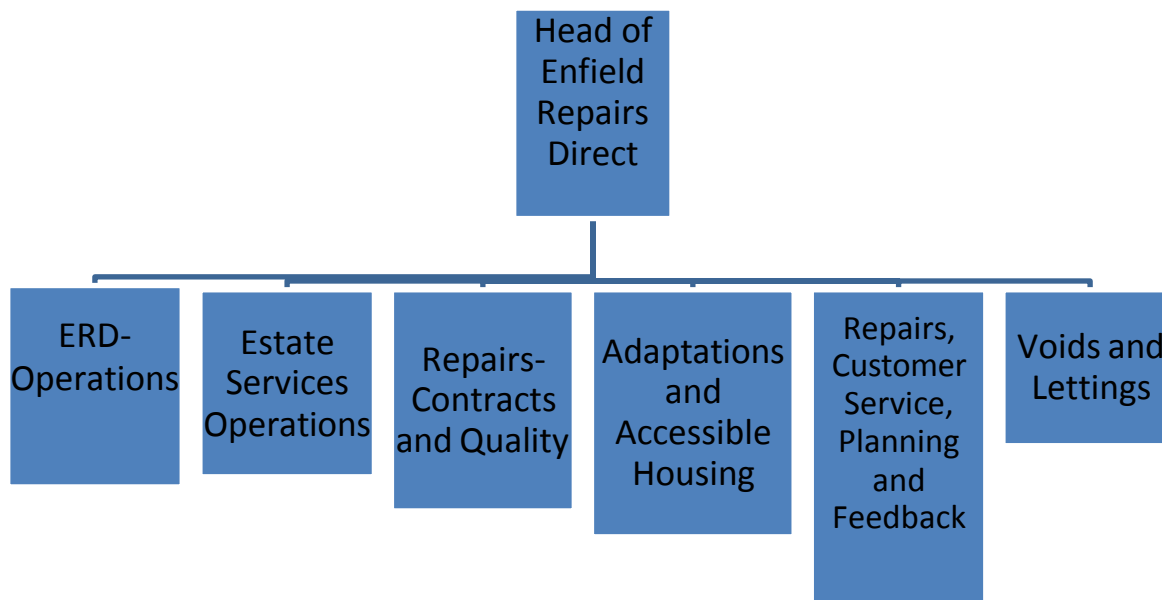 Head of
Enfield
Repairs
Direct
ERD-
Operations
Estate
Services
Operations
Repairs-
Contracts
and Quality
Adaptations
and
Accessible
Housing
Repairs,
Customer
Service,
Planning
and
Feedback
Voids and
Lettings